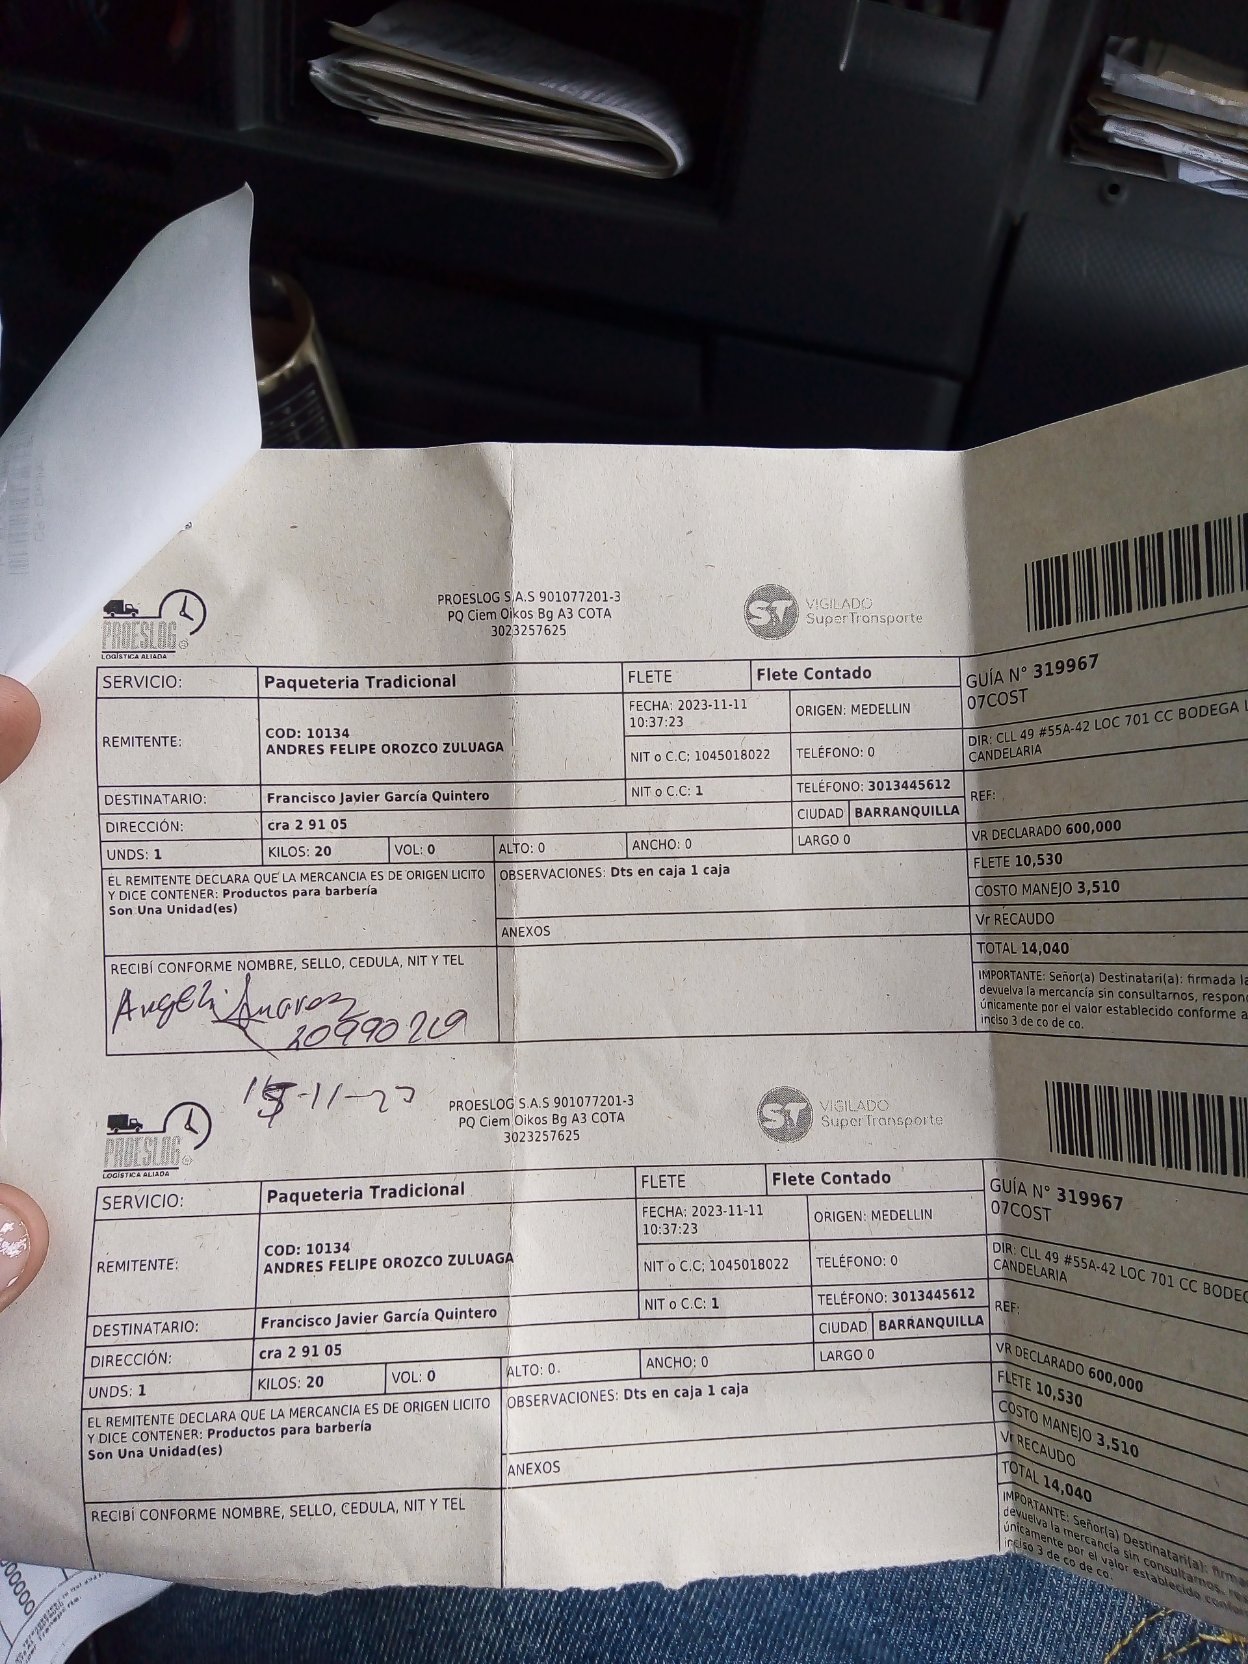 PROESLOG
LOGÍSTICA ALIADA
PROESLOG S.A.S 901077201-3
PQ Ciem Oikos Bg A3 COTA
3023257625
ST
VIGILADO
SuperTransporte
SERVICIO: Paqueteria Tradicional FLETE Flete Contado
GUÍA N° 319967
07COST
REMITENTE: COD: 10134
ANDRES FELIPE OROZCO ZULUAGA
FECHA: 2023-11-11
10:37:23
ORIGEN: MEDELLIN
NIT o C.C; 1045018022 TELÉFONO: 0
DIR: CLL 49 #55A-42 LOC 701 CC BODEGA
CANDELARIA
DESTINATARIO: Francisco Javier García Quintero NIT o C.C: 1 TELÉFONO: 3013445612
REF:
DIRECCIÓN: cra 2 91 05 CIUDAD BARRANQUILLA
UNDS: 1 KILOS: 20 VOL: 0 ALTO: 0 ANCHO: 0 LARGO 0
VR DECLARADO 600,000
FLETE 10,530
COSTO MANEJO 3,510
Vr RECAUDO
TOTAL 14,040
EL REMITENTE DECLARA QUE LA MERCANCIA ES DE ORIGEN LICITO
Y DICE CONTENER: Productos para barbería
Son Una Unidad(es)
OBSERVACIONES: Dts en caja 1 caja
ANEXOS
RECIBÍ CONFORME NOMBRE, SELLO, CEDULA, NIT Y TEL
IMPORTANTE: Señor(a) Destinatari(a): firmada la
devuelva la mercancía sin consultarnos,
únicamente por el valor establecido conforme a
inciso 3 de co de co.
PROESLOG
LOGÍSTICA ALIADA
PROESLOG S.A.S 901077201-3
PQ Ciem Oikos Bg A3 COTA
3023257625
ST
VIGILADO
SuperTransporte
SERVICIO: Paqueteria Tradicional FLETE Flete Contado
GUÍA N° 319967
07COST
REMITENTE: COD: 10134
ANDRES FELIPE OROZCO ZULUAGA
FECHA: 2023-11-11
10:37:23
ORIGEN: MEDELLIN
NIT o C.C; 1045018022 TELÉFONO: 0
DIR: CLL 49 #55A-42 LOC 701 CC
CANDELARIA
DESTINATARIO: Francisco Javier García Quintero NIT o C.C: 1 TELÉFONO: 3013445612
REF:
DIRECCIÓN: cra 2 91 05 CIUDAD BARRANQUILLA
UNDS: 1 KILOS: 20 VOL: 0 ALTO: 0. ANCHO: 0 LARGO 0
VR DECLARADO 600,000
FLETE 10,530
COSTO MANEJO 3,510
Vr RECAUDO
TOTAL 14,040
EL REMITENTE DECLARA QUE LA MERCANCIA ES DE ORIGEN LICITO
Y DICE CONTENER: Productos para barbería
Son Una Unidad(es)
OBSERVACIONES: Dts en caja 1 caja
ANEXOS
RECIBÍ CONFORME NOMBRE, SELLO, CEDULA, NIT Y TEL
IMPORTANTE: Señor(a) Destinatari(a):
devuelva la mercancía sin consultarnos,
únicamente por el valor establecido
inciso 3 de co de co.